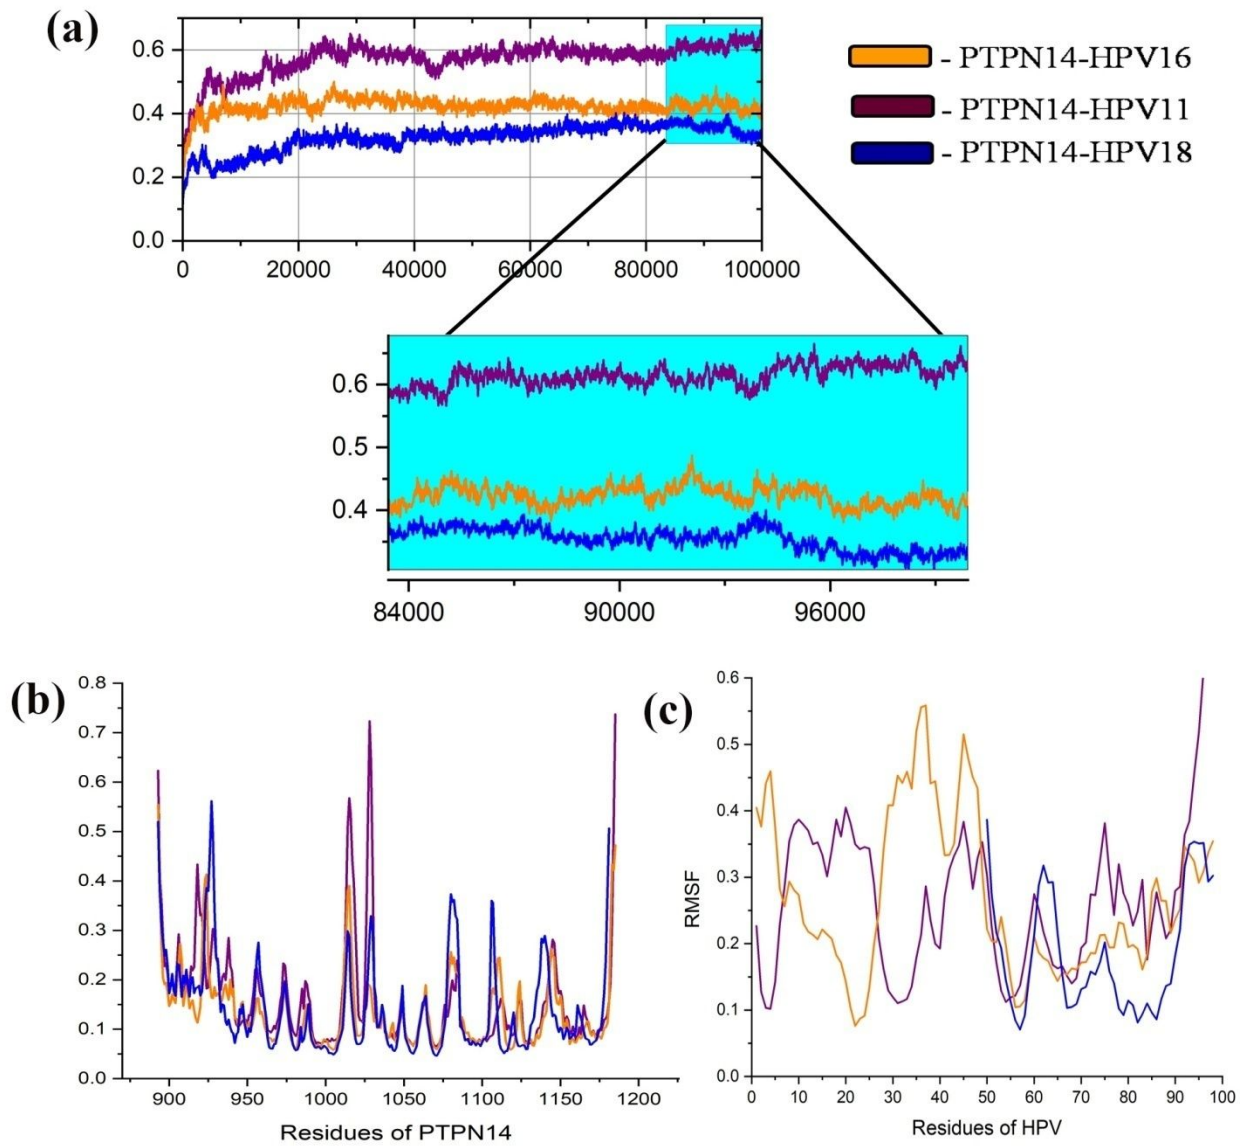 (a)
0.6
0.4
0.2
0.0
0 20000 40000 60000 80000 100000
- PTPN14-HPV16
- PTPN14-HPV11
- PTPN14-HPV18
0.6
0.5
0.4
84000 90000 96000
(b)
0.8
0.7
0.6
0.5
0.4
0.3
0.2
0.1
0.0
900 950 1000 1050 1100 1150 1200
Residues of PTPN14
(c)
RMSF
0.6
0.5
0.4
0.3
0.2
0.1
0.0
0 10 20 30 40 50 60 70 80 90 100
Residues of HPV